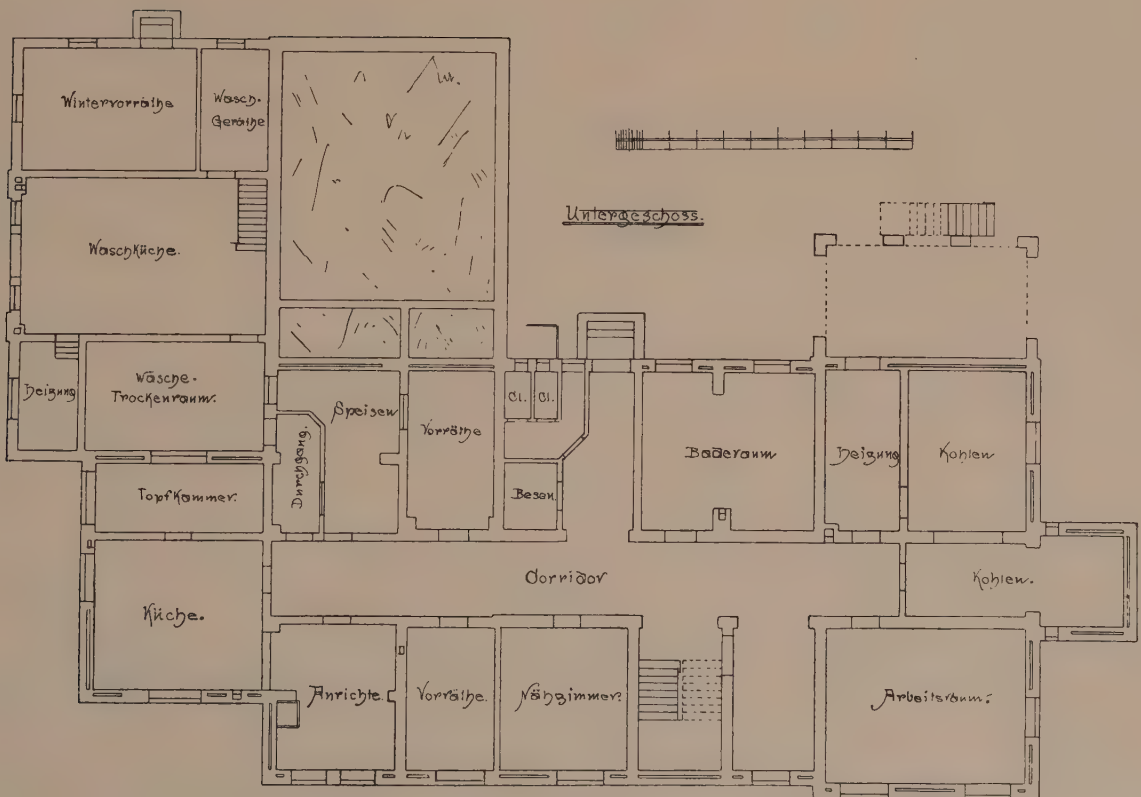 Wintervorräthe
Wasch-
Geräthe
Untergeschoss.
Waschküche.
Heizung
Wäsche-
Trockenraum.
Speisen
Durchgang.
Vorräthe
Cl.
Cl.
Besen
Baderaum
Heizung
Kohlen
Topfkammer.
Corridor
Kohlen.
Küche.
Anrichte
Vorräthe.
Nähzimmer.
Arbeitsraum.